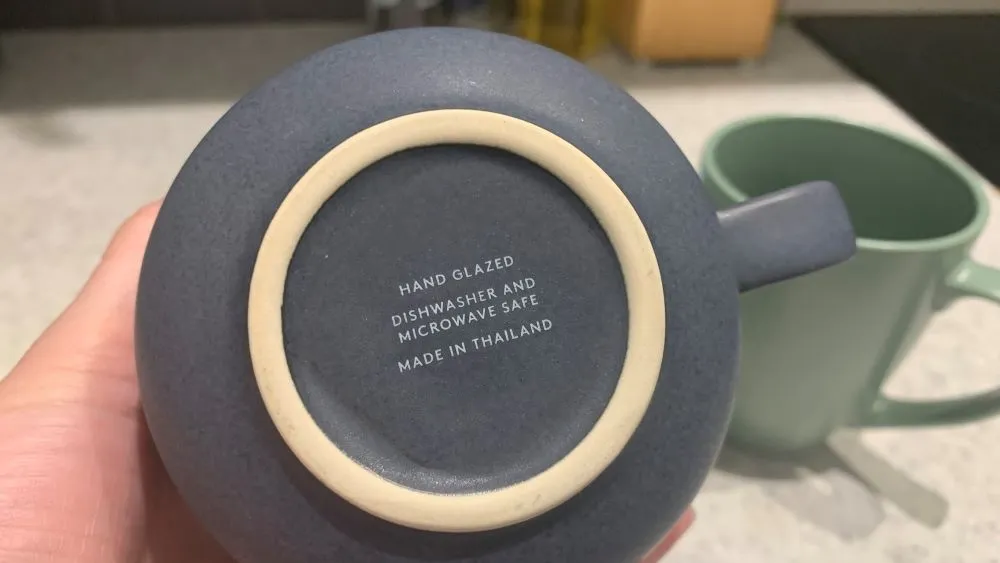 HAND GLAZED
DISHWASHER AND
MICROWAVE SAFE
MADE IN THAILAND